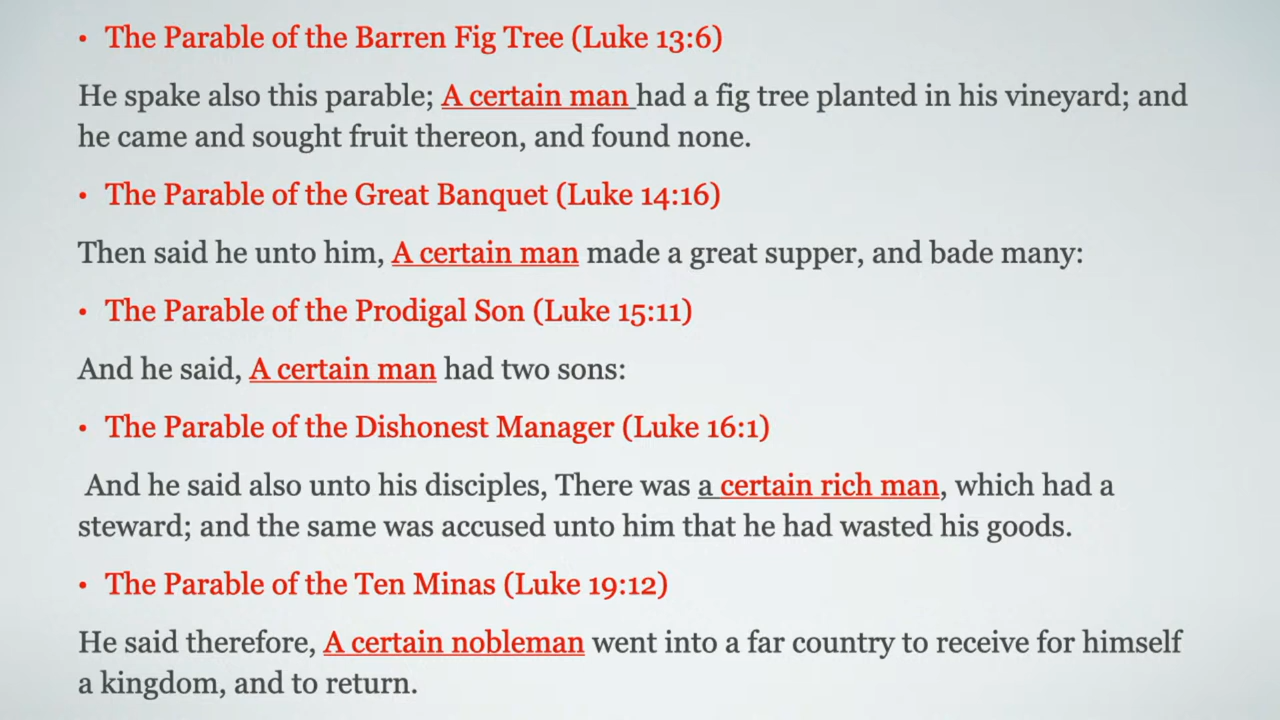 • The Parable of the Barren Fig Tree (Luke 13:6)
He spake also this parable; A certain man had a fig tree planted in his vineyard; and
he came and sought fruit thereon, and found none.
• The Parable of the Great Banquet (Luke 14:16)
Then said he unto him, A certain man made a great supper, and bade many:
• The Parable of the Prodigal Son (Luke 15:11)
And he said, A certain man had two sons:
• The Parable of the Dishonest Manager (Luke 16:1)
And he said also unto his disciples, There was a certain rich man, which had a
steward; and the same was accused unto him that he had wasted his goods.
• The Parable of the Ten Minas (Luke 19:12)
He said therefore, A certain nobleman went into a far country to receive for himself
a kingdom, and to return.